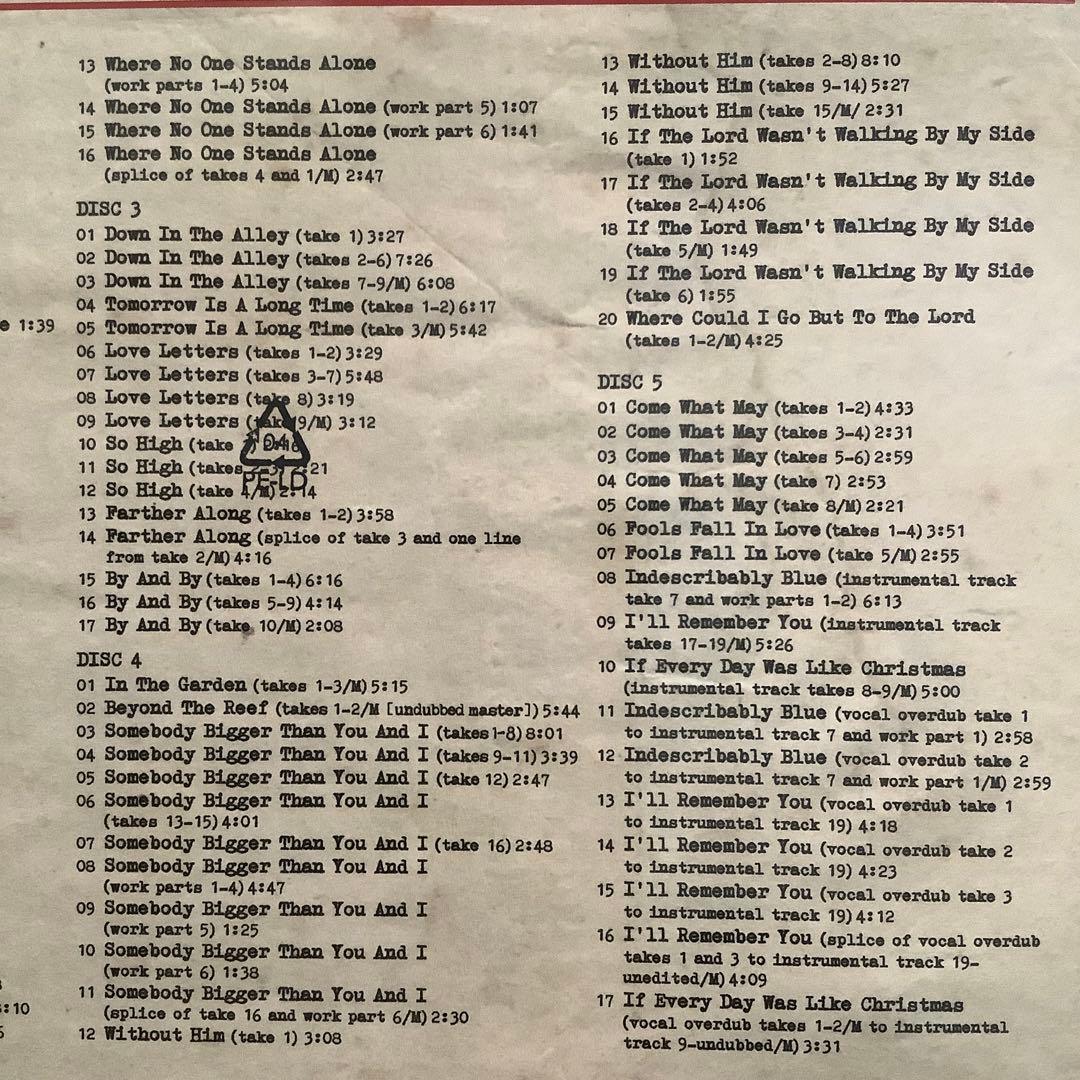 13 Where No One Stands Alone
(work parts 1-4) 5:04
14 Where No One Stands Alone (work part 5) 1:07
15 Where No One Stands Alone (work part 6) 1:41
16 Where No One Stands Alone
(splice of takes 4 and 1/M) 2:47
DISC 3
01 Down In The Alley (take 1) 3:27
02 Down In The Alley (takes 2-6) 7:26
03 Down In The Alley (takes 7-9/M) 6:08
04 Tomorrow Is A Long Time (takes 1-2) 6:17
e 1:39
05 Tomorrow Is A Long Time (take 3/M) 5:42
06 Love Letters (takes 1-2) 3:29
07 Love Letters (takes 3-7) 5:48
08 Love Letters (take 8) 3:19
09 Love Letters (take 9/M) 3:12
10 So High (take
04
11 So High (takes 21
PE-LD
12 So High (take 4/M) 2:14
13 Farther Along (takes 1-2) 3:58
14 Farther Along (splice of take 3 and one line
from take 2/M) 4:16
15 By And By (takes 1-4) 6:16
16 By And By (takes 5-9) 4:14
17 By And By (take 10/M) 2:08
DISC 4
01 In The Garden (takes 1-3/M) 5:15
02 Beyond The Reef (takes 1-2/M [undubbed master]) 5:44
03 Somebody Bigger Than You And I (takes 1-8) 8:01
04 Somebody Bigger Than You And I (takes 9-11) 3:39
05 Somebody Bigger Than You And I (take 12) 2:47
06 Somebody Bigger Than You And I
(takes 13-15) 4:01
07 Somebody Bigger Than You And I (take 16) 2:48
08 Somebody Bigger Than You And I
(work parts 1-4) 4:47
09 Somebody Bigger Than You And I
(work part 5) 1:25
10 Somebody Bigger Than You And I
(work part 6) 1:38
11 Somebody Bigger Than You And I
:10
(splice of take 16 and work part 6/M) 2:30
12 Without Him (take 1) 3:08
13 Without Him (takes 2-8) 8:10
14 Without Him (takes 9-14) 5:27
15 Without Him (take 15/M/ 2:31
16 If The Lord Wasn't Walking By My Side
(take 1) 1:52
17 If The Lord Wasn't Walking By My Side
(takes 2-4) 4:06
18 If The Lord Wasn't Walking By My Side
(take 5/M) 1:49
19 If The Lord Wasn't Walking By My Side
(take 6) 1:55
20 Where Could I Go But To The Lord
(takes 1-2/M) 4:25
DISC 5
01 Come What May (takes 1-2) 4:33
02 Come What May (takes 3-4) 2:31
03 Come What May (takes 5-6) 2:59
04 Come What May (take 7) 2:53
05 Come What May (take 8/M) 2:21
06 Fools Fall In Love (takes 1-4) 3:51
07 Fools Fall In Love (take 5/M) 2:55
08 Indescribably Blue (instrumental track
take 7 and work parts 1-2) 6:13
09 I'll Remember You (instrumental track
takes 17-19/M) 5:26
10 If Every Day Was Like Christmas
(instrumental track takes 8-9/M) 5:00
11 Indescribably Blue (vocal overdub take 1
to instrumental track 7 and work part 1) 2:58
12 Indescribably Blue (vocal overdub take 2
to instrumental track 7 and work part 1/M) 2:59
13 I'll Remember You (vocal overdub take 1
to instrumental track 19) 4:18
14 I'll Remember You (vocal overdub take 2
to instrumental track 19) 4:23
15 I'll Remember You (vocal overdub take 3
to instrumental track 19) 4:12
16 I'll Remember You (splice of vocal overdub
takes 1 and 3 to instrumental track 19-
unedited/M) 4:09
17 If Every Day Was Like Christmas
(vocal overdub takes 1-2/M to instrumental
track 9-undubbed/M) 3:31